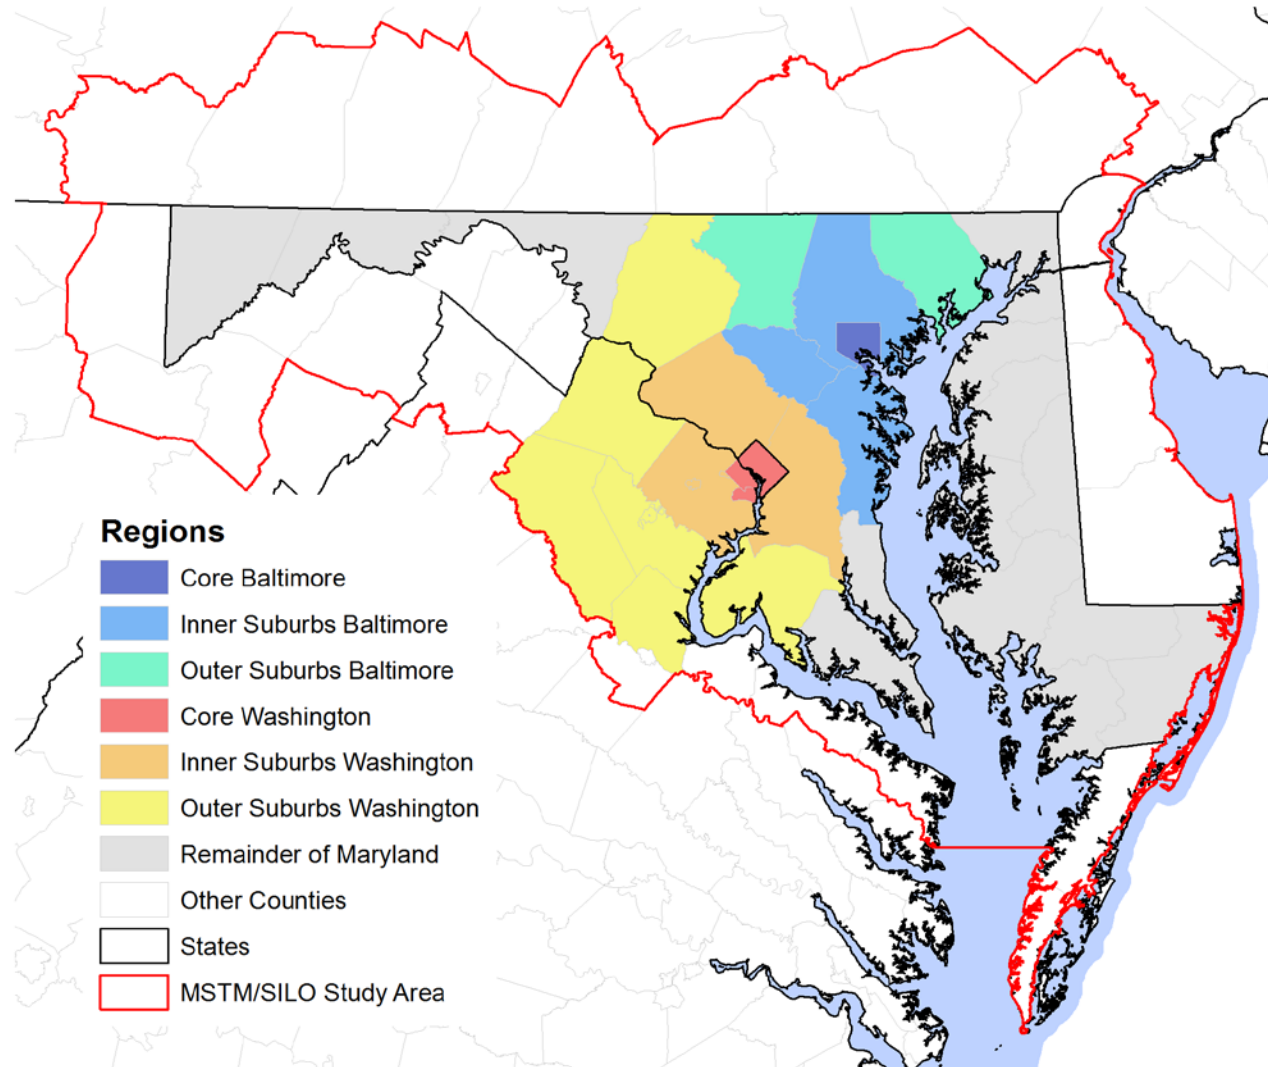 Regions
Core Baltimore
Inner Suburbs Baltimore
Outer Suburbs Baltimore
Core Washington
Inner Suburbs Washington
Outer Suburbs Washington
Remainder of Maryland
Other Counties
States
MSTM/SILO Study Area